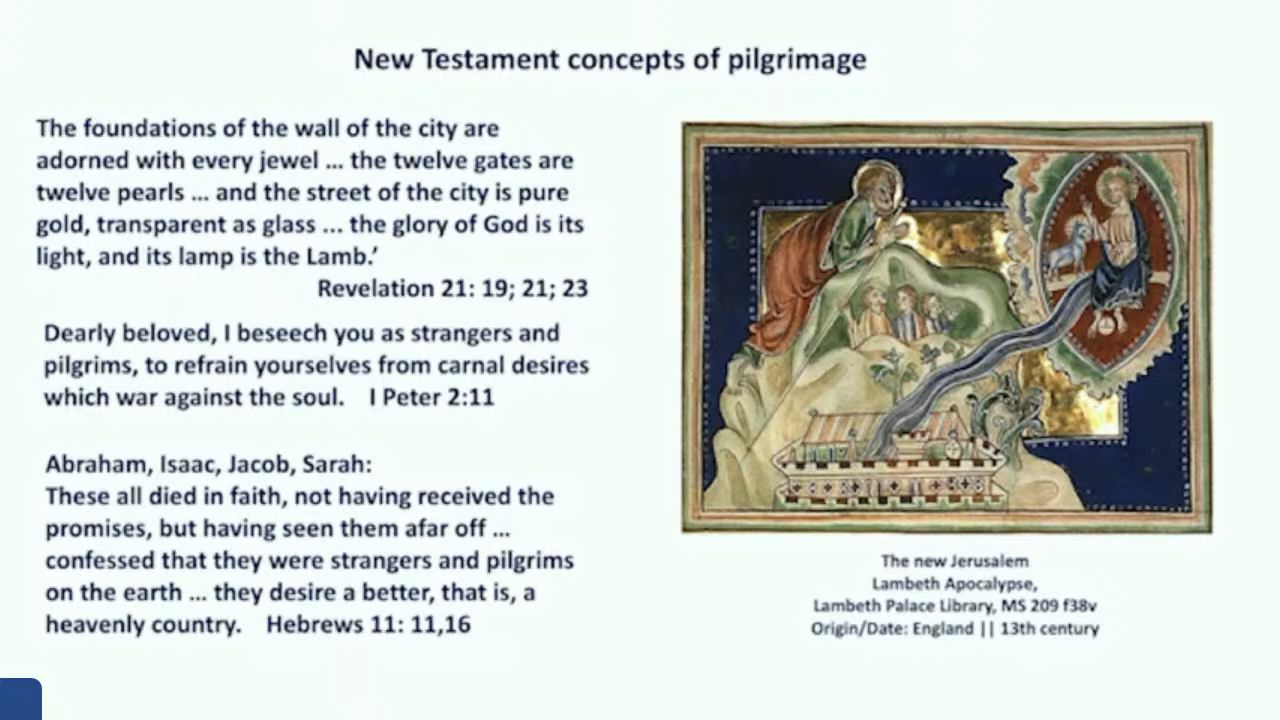 New Testament concepts of pilgrimage
The foundations of the wall of the city are
adorned with every jewel ... the twelve gates are
twelve pearls ... and the street of the city is pure
gold, transparent as glass ... the glory of God is its
light, and its lamp is the Lamb.’
Revelation 21: 19; 21; 23
Dearly beloved, I beseech you as strangers and
pilgrims, to refrain yourselves from carnal desires
which war against the soul. I Peter 2:11
Abraham, Isaac, Jacob, Sarah:
These all died in faith, not having received the
promises, but having seen them afar off ...
confessed that they were strangers and pilgrims
on the earth ... they desire a better, that is, a
heavenly country. Hebrews 11: 11,16
The new Jerusalem
Lambeth Apocalypse,
Lambeth Palace Library, MS 209 f38v
Origin/Date: England || 13th century